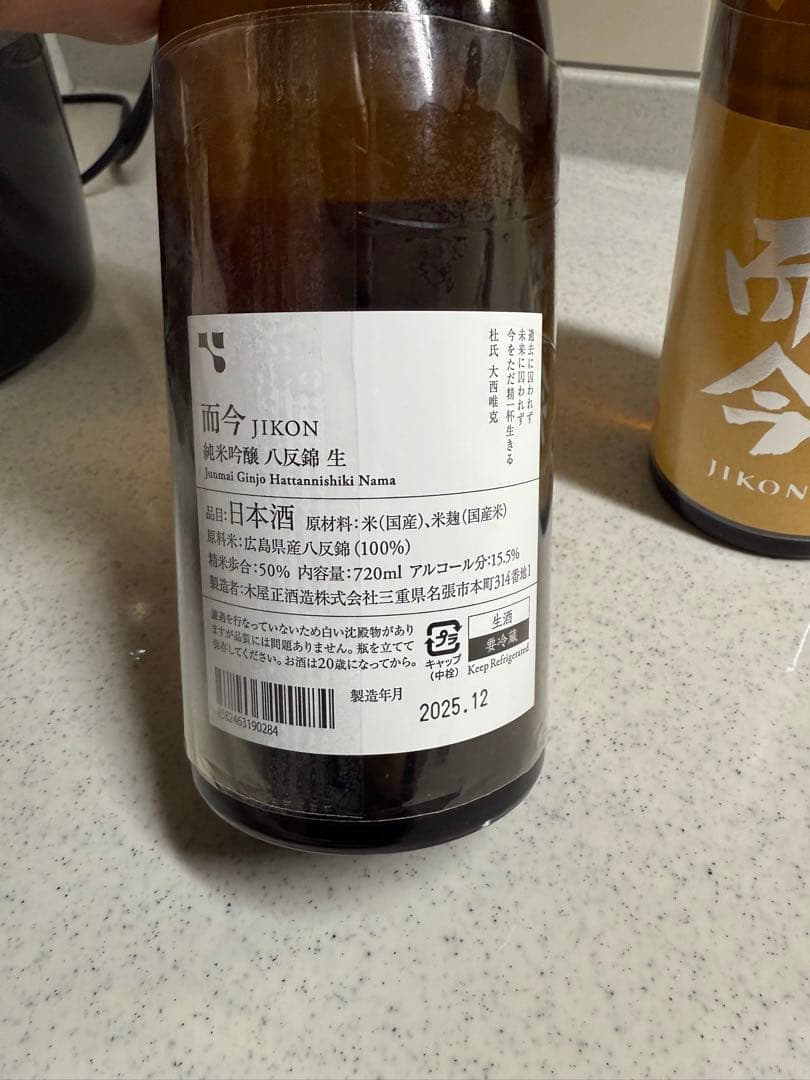 過去に囚われず
未来に囚われず
今をただ精一杯生きる
杜氏 大西唯克
而今 JIKON
純米吟醸 八反錦 生
Junmai Ginjo Hattannishiki Nama
品目:日本酒 原材料:米(国産)、米麹(国産米)
原料米:広島県産八反錦(100%)
精米歩合:50% 内容量:720ml アルコール分:15.5%
製造者:木屋正酒造株式会社三重県名張市本町314番地1
濾過を行なっていないため白い沈殿物があり
ますが品質には問題ありません。瓶を立てて
保存してください。お酒は20歳になってから。
プラ
キャップ
(中栓)
生酒
要冷蔵
Keep Refrigerated
製造年月
2025.12
4582463190284
而今
JIKON